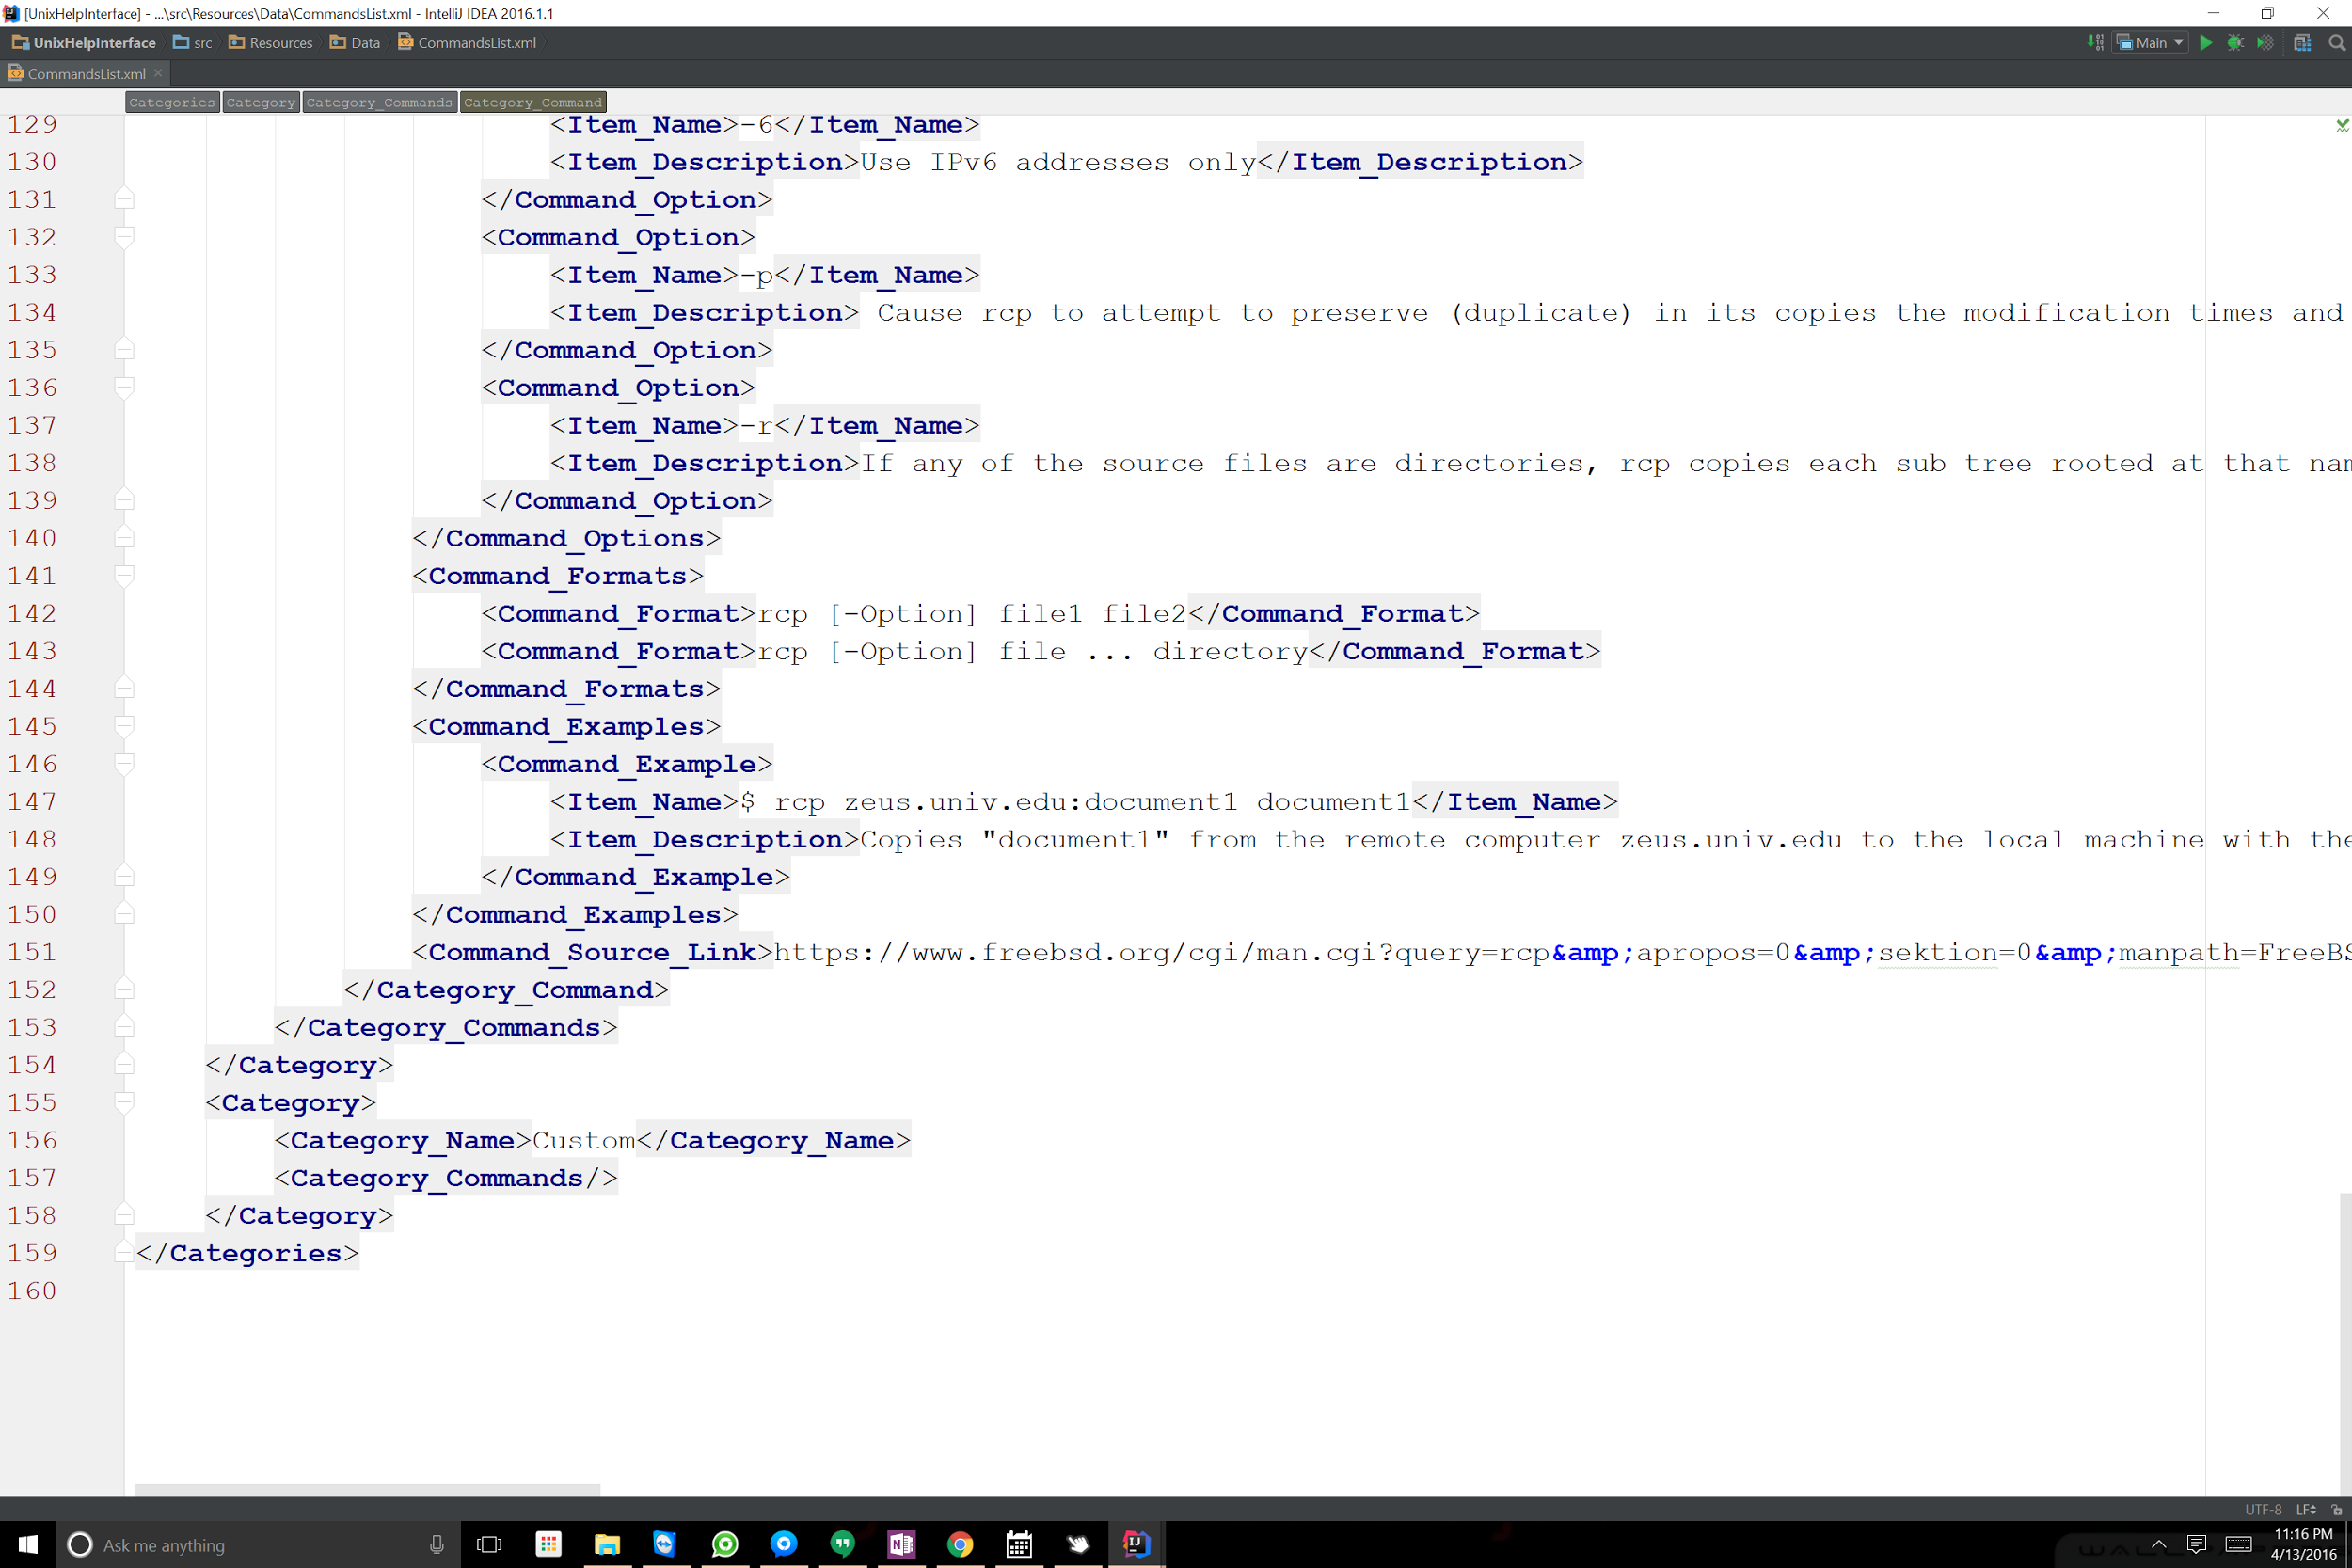 [UnixHelpInterface] - ...\src\Resources\Data\CommandsList.xml - IntelliJ IDEA 2016.1.1
UnixHelpInterface src Resources Data CommandsList.xml Main
CommandsList.xml
Categories Category Category_Commands Category_Command
129 <Item_Name>-6</Item_Name>
130 <Item_Description>Use IPv6 addresses only</Item_Description>
131 </Command_Option>
132 <Command_Option>
133 <Item_Name>-p</Item_Name>
134 <Item_Description> Cause rcp to attempt to preserve (duplicate) in its copies the modification times and
135 </Command_Option>
136 <Command_Option>
137 <Item_Name>-r</Item_Name>
138 <Item_Description>If any of the source files are directories, rcp copies each sub tree rooted at that nam
139 </Command_Option>
140 </Command_Options>
141 <Command_Formats>
142 <Command_Format>rcp [-Option] file1 file2</Command_Format>
143 <Command_Format>rcp [-Option] file ... directory</Command_Format>
144 </Command_Formats>
145 <Command_Examples>
146 <Command_Example>
147 <Item_Name>$ rcp zeus.univ.edu:document1 document1</Item_Name>
148 <Item_Description>Copies "document1" from the remote computer zeus.univ.edu to the local machine with the
149 </Command_Example>
150 </Command_Examples>
151 <Command_Source_Link>https://www.freebsd.org/cgi/man.cgi?query=rcp&amp;apropos=0&amp;sektion=0&amp;manpath=FreeBS
152 </Category_Command>
153 </Category_Commands>
154 </Category>
155 <Category>
156 <Category_Name>Custom</Category_Name>
157 <Category_Commands/>
158 </Category>
159 </Categories>
160
UTF-8 LF
Ask me anything
11:16 PM
4/13/2016